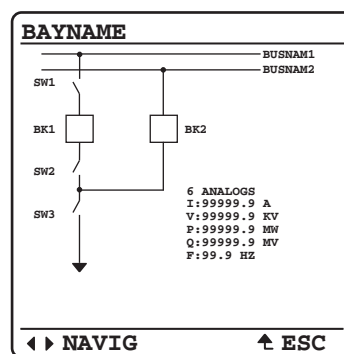 BAYNAME
BUSNAM1
BUSNAM2
SW1
BK1
BK2
SW2
SW3
6 ANALOGS
I:99999.9 A
V:99999.9 KV
P:99999.9 MW
Q:99999.9 MV
F:99.9 HZ
NAVIG
ESC